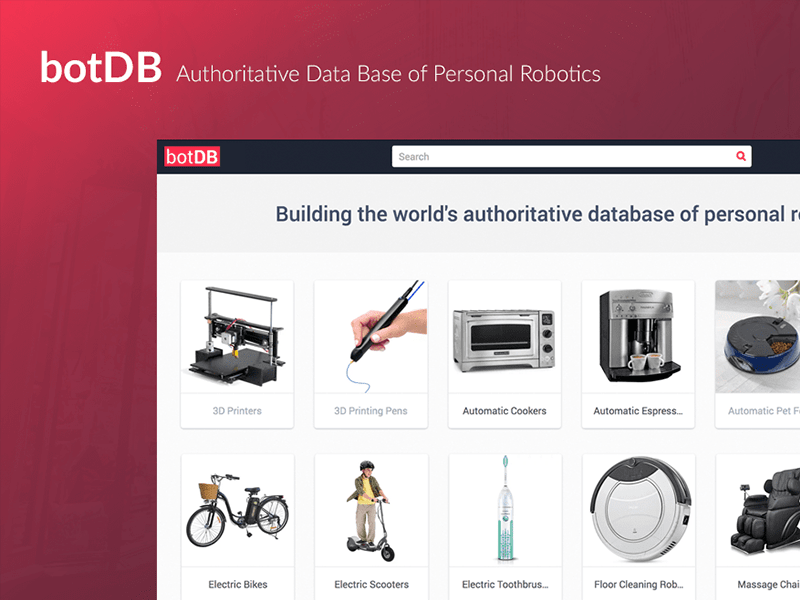 botDB Authoritative Data Base of Personal Robotics
botDB
Search
Building the world's authoritative database of personal
3D Printers
3D Printing Pens
Automatic Cookers
Automatic Espress...
Automatic Pet
Electric Bikes
Electric Scooters
Electric Toothbrus...
Floor Cleaning Rob...
Massage Chai